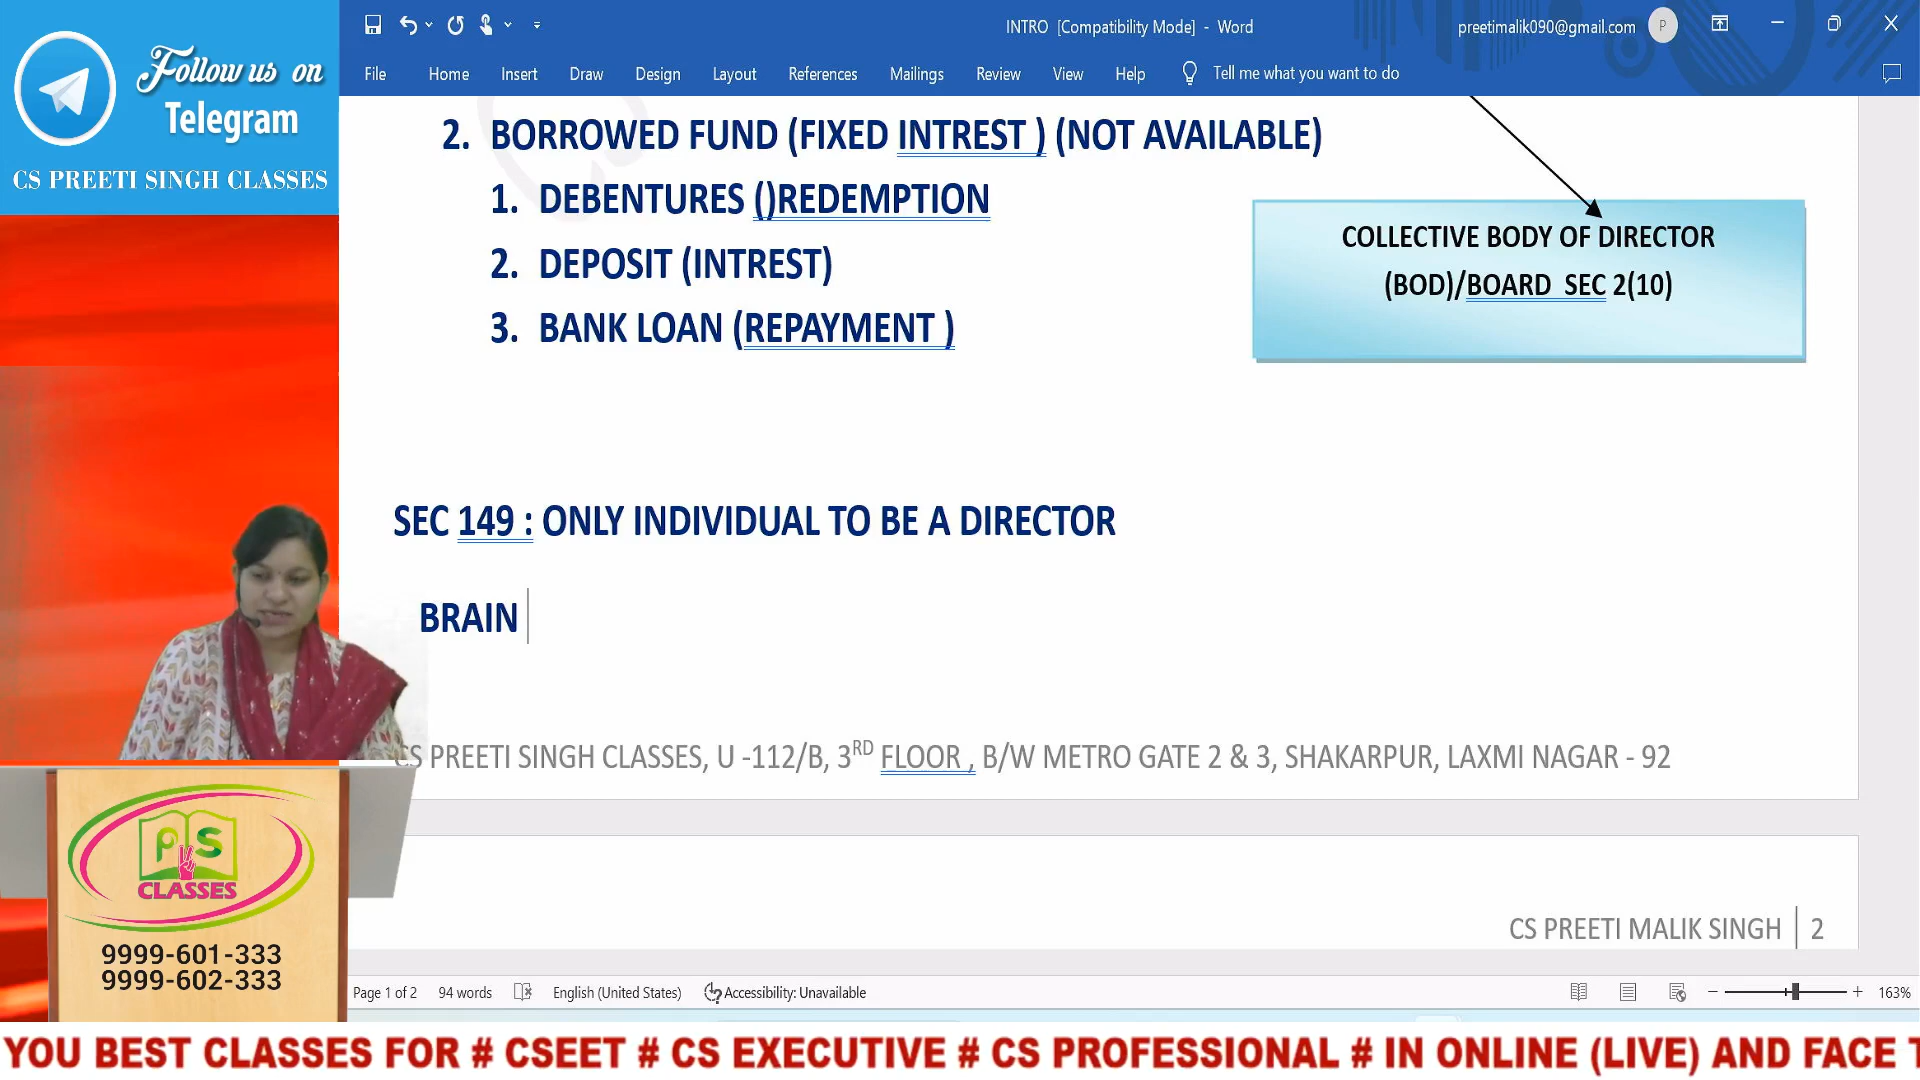 Follow us on
Telegram
CS PREETI SINGH CLASSES
INTRO [Compatibility Mode] - Word
preetimalik090@gmail.com
P
File Home Insert Draw Design Layout References Mailings Review View Help Tell me what you want to do
2. BORROWED FUND (FIXED INTREST ) (NOT AVAILABLE)
1. DEBENTURES ()REDEMPTION
2. DEPOSIT (INTREST)
3. BANK LOAN (REPAYMENT )
COLLECTIVE BODY OF DIRECTOR
(BOD)/BOARD SEC 2(10)
SEC 149 : ONLY INDIVIDUAL TO BE A DIRECTOR
BRAIN
CS PREETI SINGH CLASSES, U -112/B, 3RD FLOOR , B/W METRO GATE 2 & 3, SHAKARPUR, LAXMI NAGAR - 92
CS PREETI MALIK SINGH 2
PS
CLASSES
9999-601-333
9999-602-333
Page 1 of 2 94 words English (United States) Accessibility: Unavailable 163%
YOU BEST CLASSES FOR # CSEET # CS EXECUTIVE # CS PROFESSIONAL # IN ONLINE (LIVE) AND FACE T